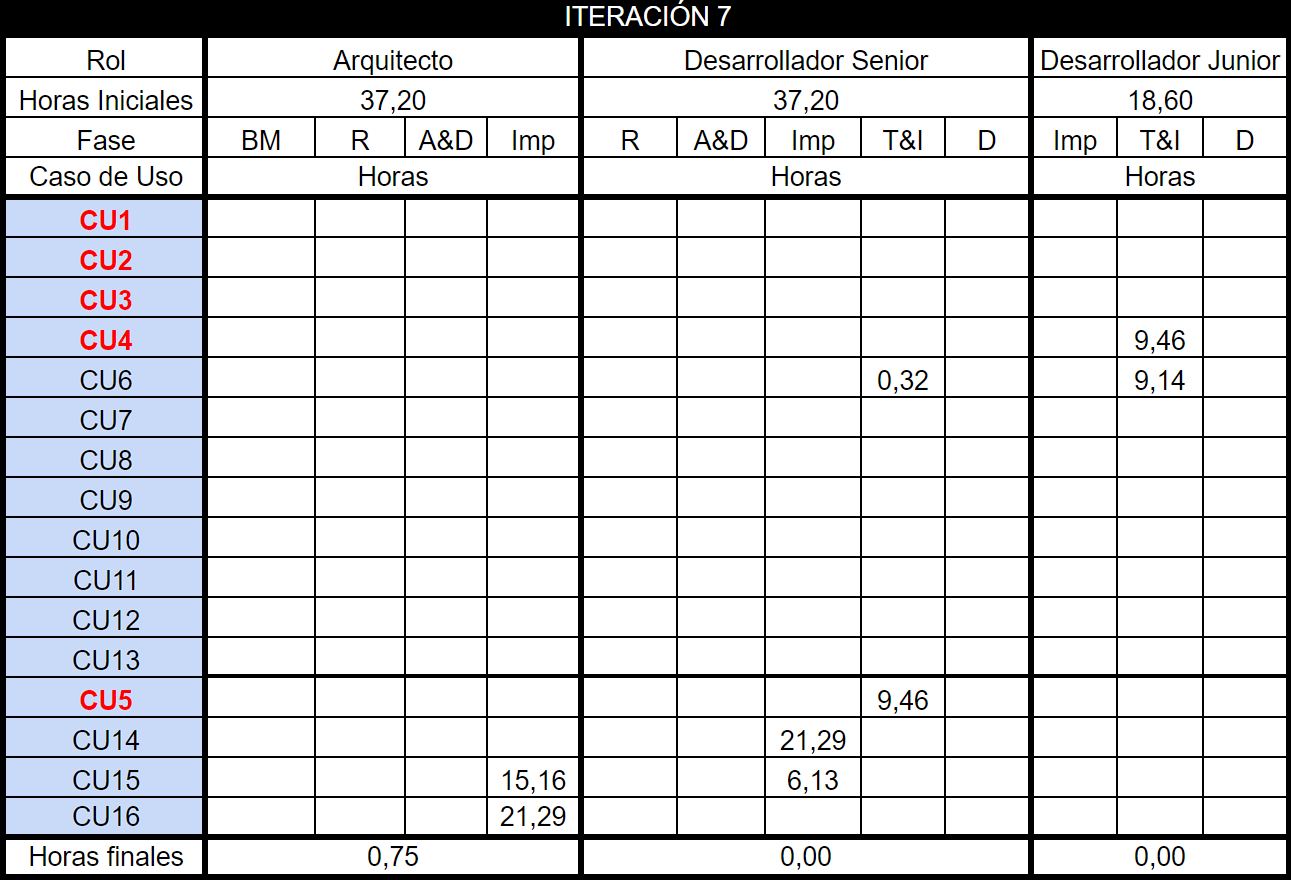 ITERACIÓN 7
Rol Arquitecto Desarrollador Senior Desarrollador Junior
Horas Iniciales 37,20 37,20 18,60
Fase BM R A&D Imp R A&D Imp T&I D Imp T&I D
Caso de Uso Horas Horas Horas
CU1
CU2
CU3
CU4 9,46
CU6 0,32 9,14
CU7
CU8
CU9
CU10
CU11
CU12
CU13
CU5 9,46
CU14 21,29
CU15 15,16 6,13
CU16 21,29
Horas finales 0,75 0,00 0,00